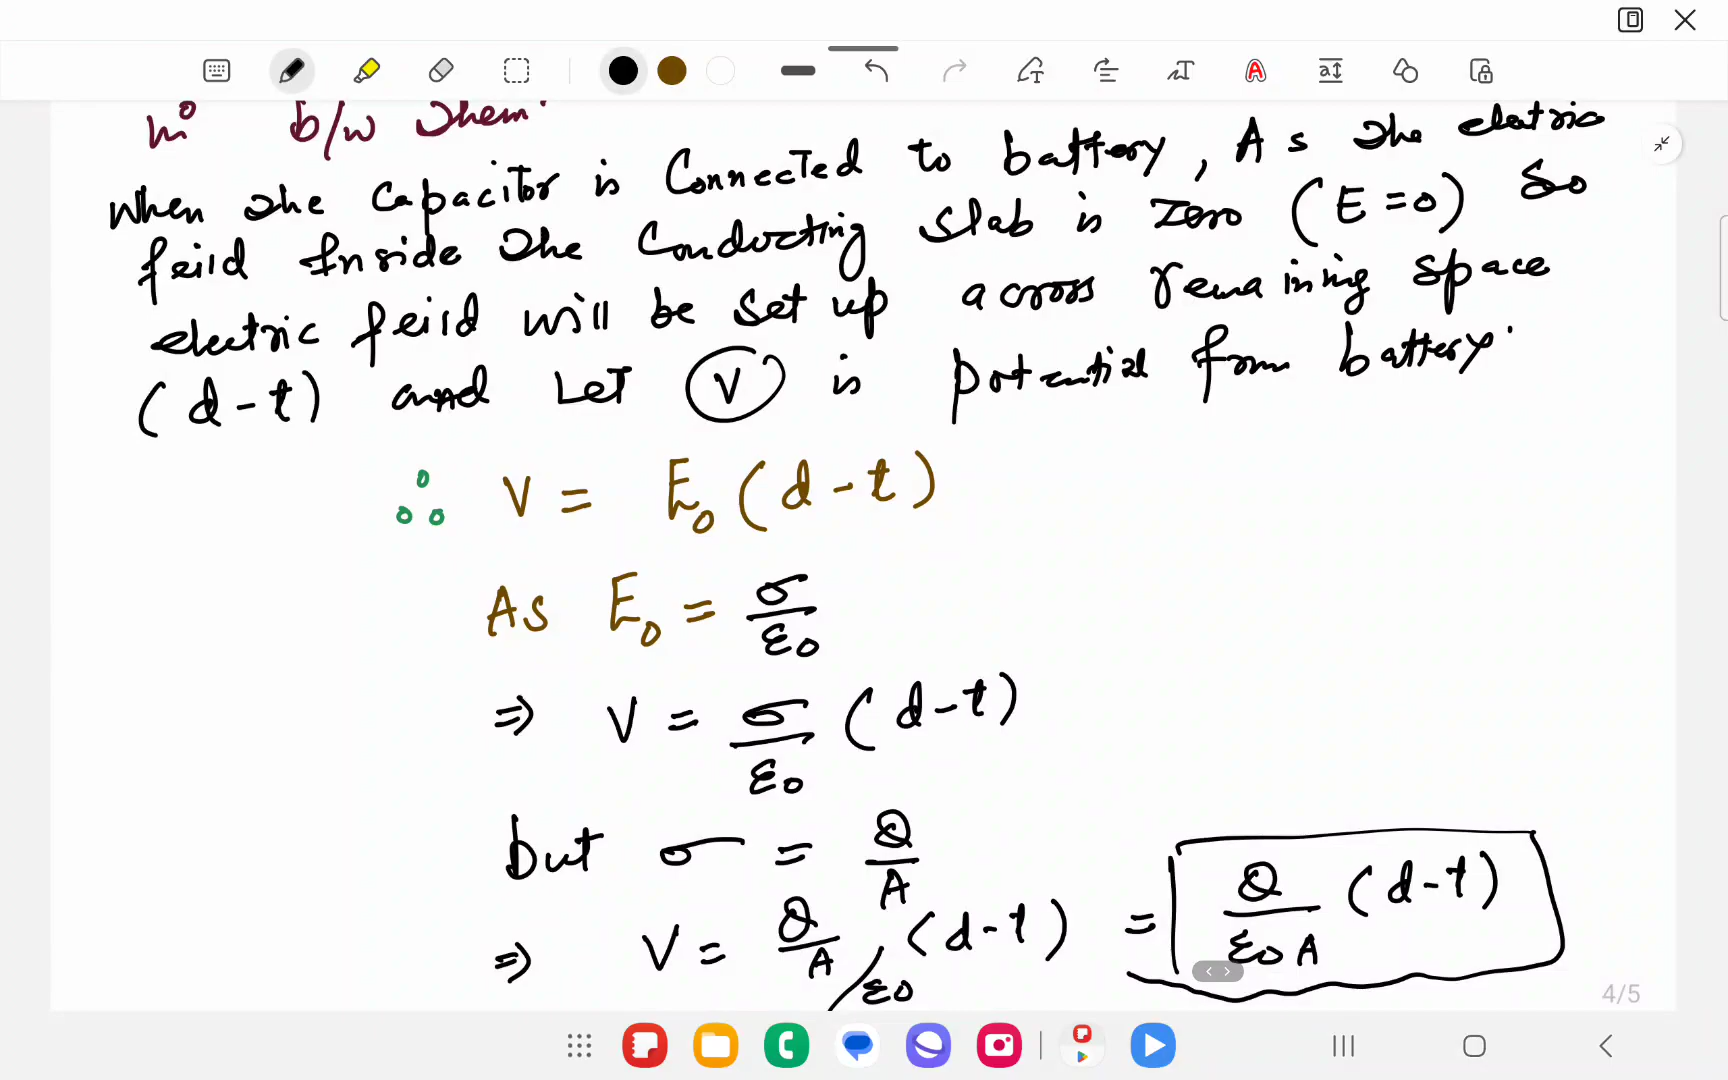 in b/w them
When the Capacitor is Connected to battery, As the eletric
feild Inside the Conducting slab is zero (E=0) So
electric feild will be set up across remaining space
(d-t) and Let V is potential from battery.
∴ V = E₀(d-t)
As E₀ = σ/ε₀
⇒ V = σ/ε₀ (d-t)
but σ = Q/A
⇒ V = Q/A/ε₀ (d-t) = Q/ε₀A (d-t)
4/5